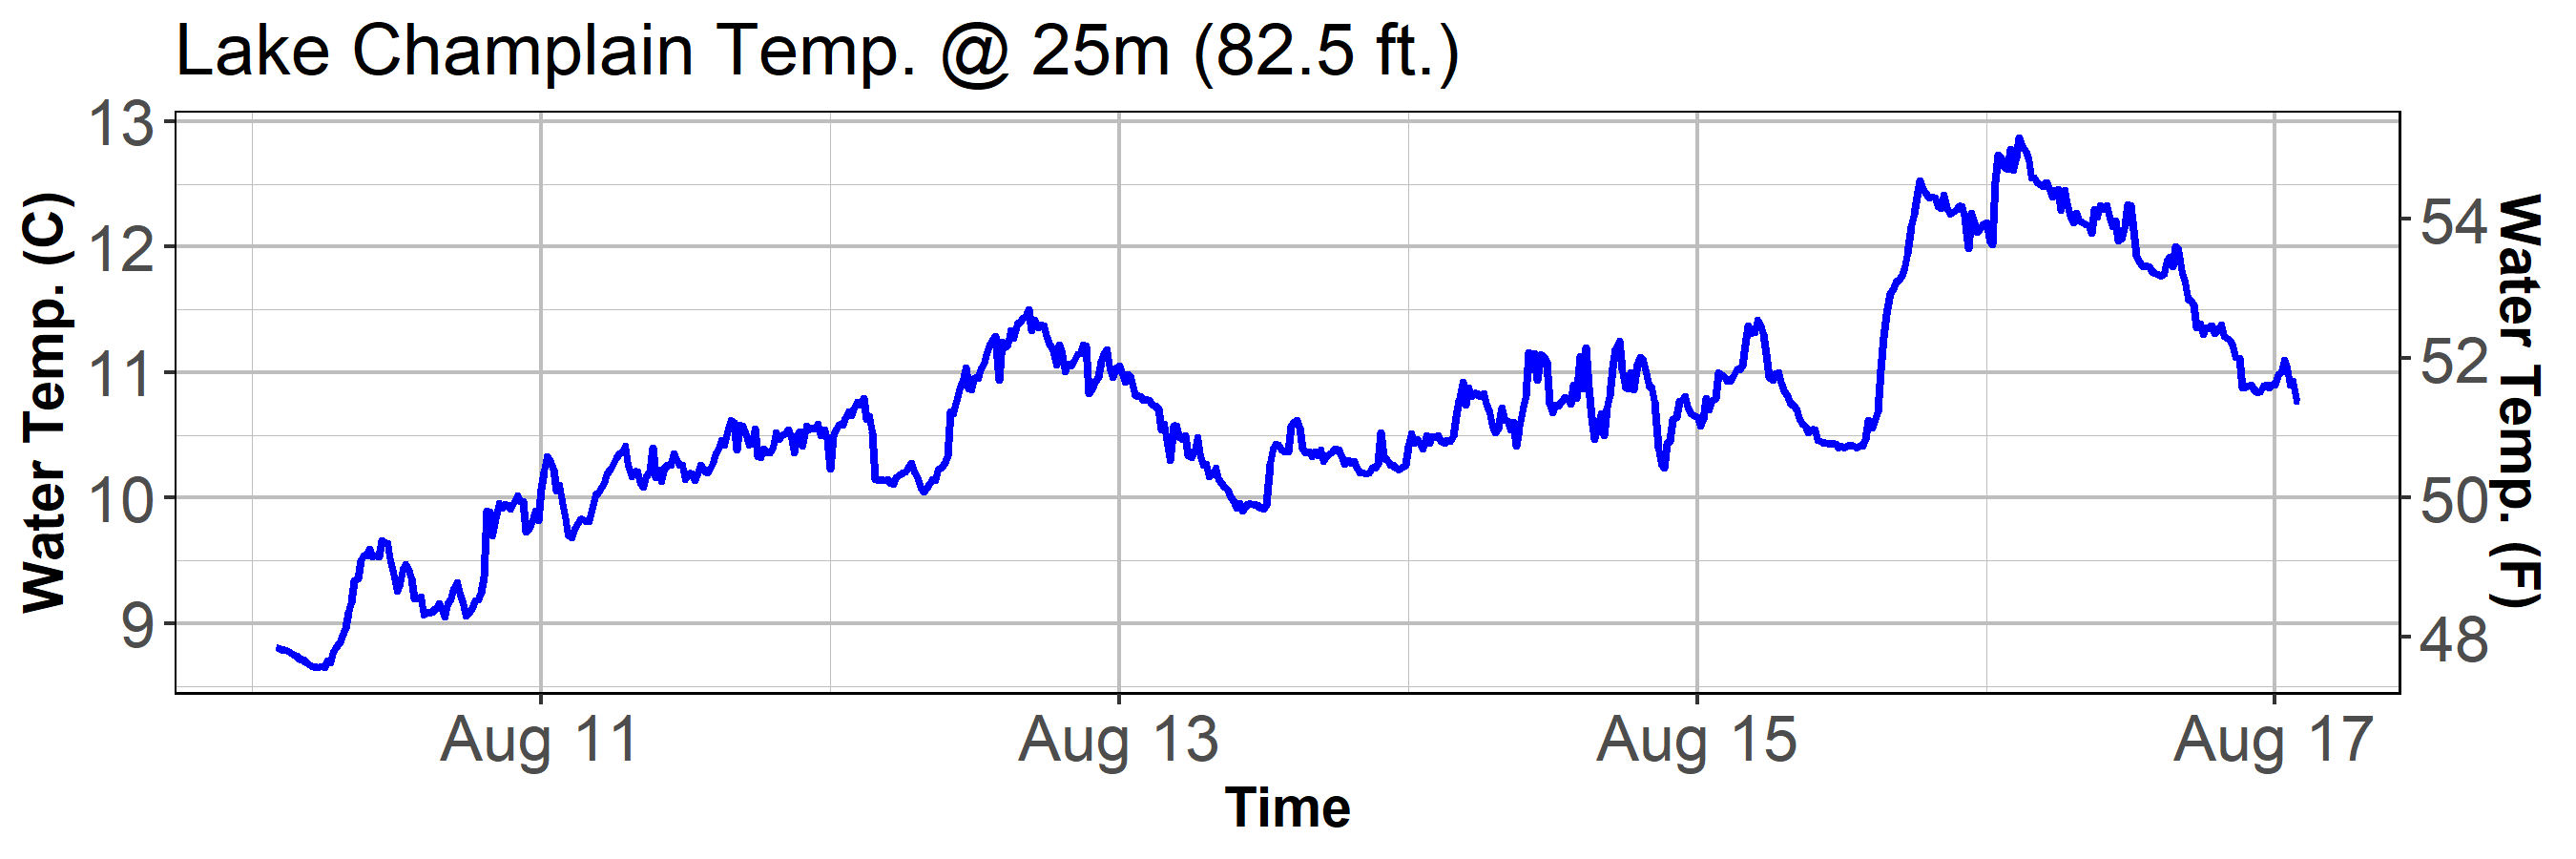 Lake Champlain Temp. @ 25m (82.5 ft.)
Water Temp. (C)
13
12
11
10
9
Water Temp. (F)
54
52
50
48
Aug 11 Aug 13 Aug 15 Aug 17
Time